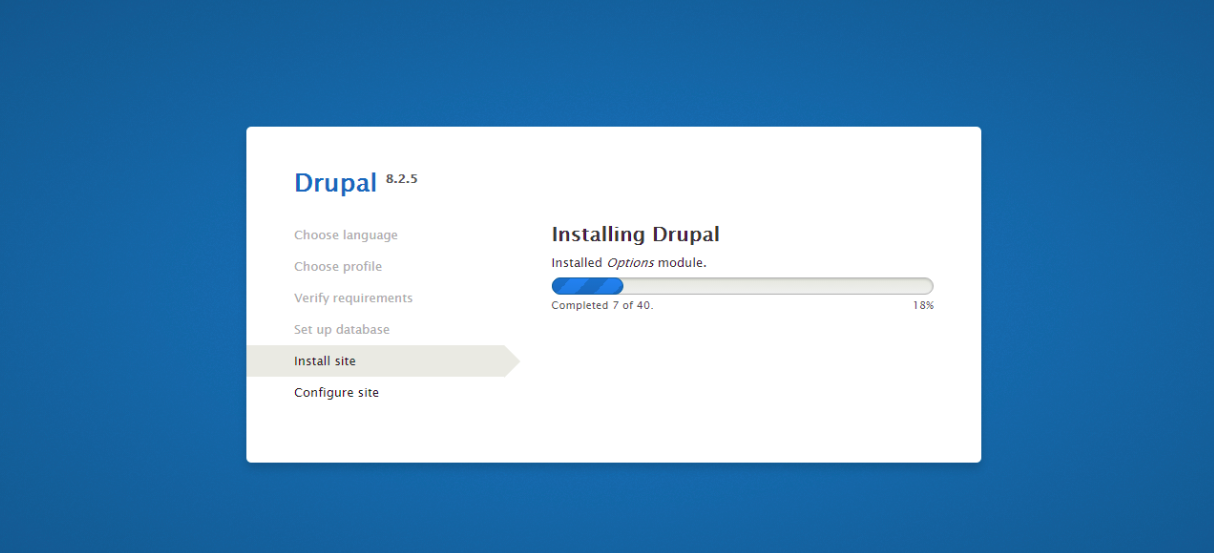 Drupal 8.2.5
Choose language
Choose profile
Verify requirements
Set up database
Install site
Configure site
Installing Drupal
Installed Options module.
Completed 7 of 40.
18%